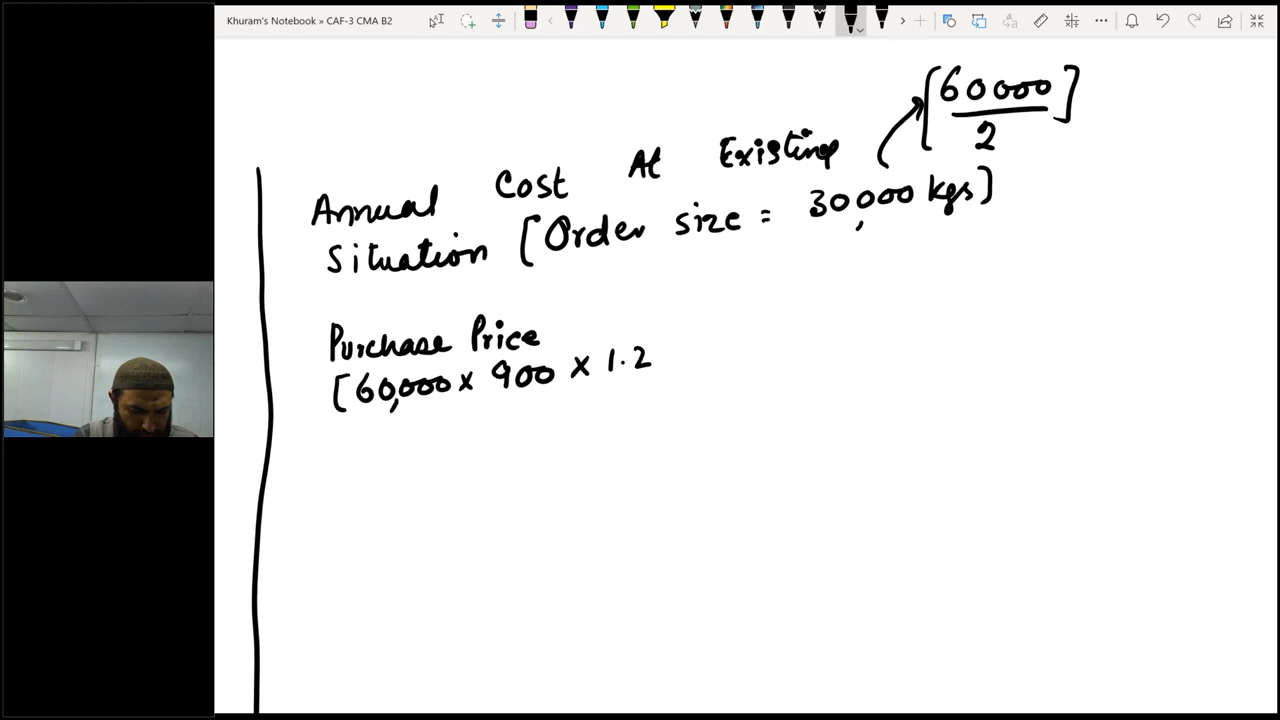 Khuram's Notebook » CAF-3 CMA B2
[60000
2]
Annual Cost At Existing
Situation [Order size = 30,000 kgs]
Purchase Price
[60,000 x 900 x 1.2